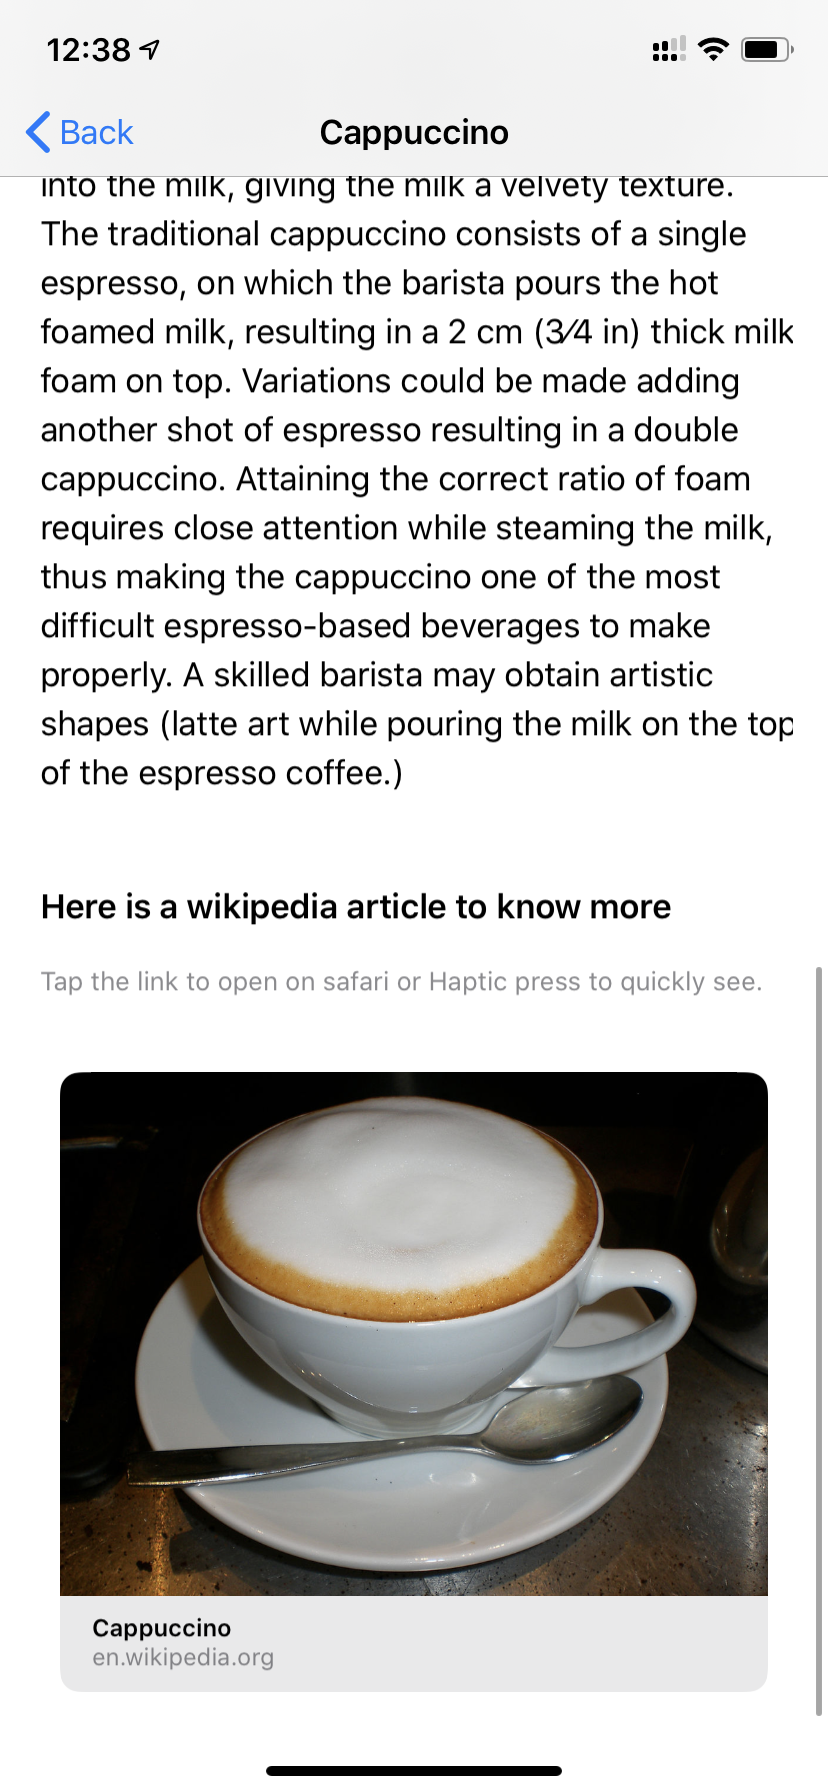 12:38
Back
Cappuccino
into the milk, giving the milk a velvety texture.
The traditional cappuccino consists of a single
espresso, on which the barista pours the hot
foamed milk, resulting in a 2 cm (3⁄4 in) thick milk
foam on top. Variations could be made adding
another shot of espresso resulting in a double
cappuccino. Attaining the correct ratio of foam
requires close attention while steaming the milk,
thus making the cappuccino one of the most
difficult espresso-based beverages to make
properly. A skilled barista may obtain artistic
shapes (latte art while pouring the milk on the top
of the espresso coffee.)
Here is a wikipedia article to know more
Tap the link to open on safari or Haptic press to quickly see.
Cappuccino
en.wikipedia.org